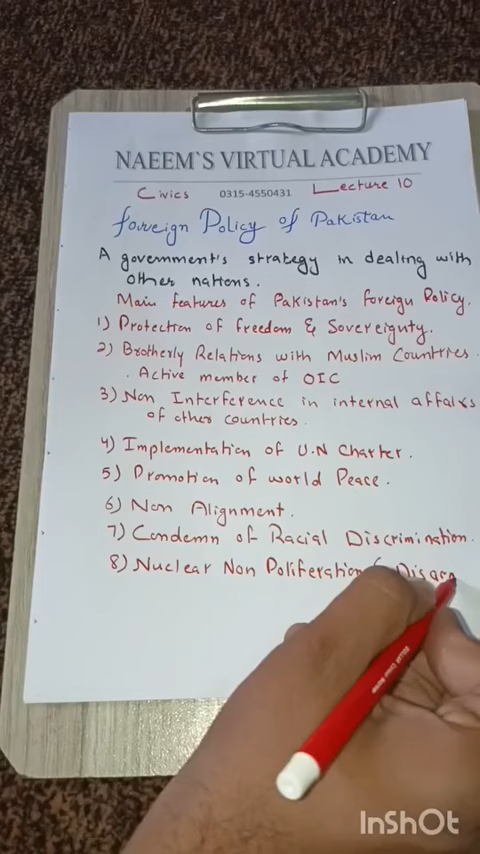 NAEEM`S VIRTUAL ACADEMY
Civics 0315-4550431 Lecture 10
Foreign Policy of Pakistan
A government's strategy in dealing with
other nations.
Main features of Pakistan's Foreign Policy.
1) Protection of freedom & Sovereignty.
2) Brotherly Relations with Muslim Countries.
. Active member of OIC
3) Non Interference in internal affairs
of other countries.
4) Implementation of U.N Charter.
5) Promotion of world Peace.
6) Non Alignment.
7) Condemn of Racial Discrimination.
8) Nuclear Non Poliferation
InShOt